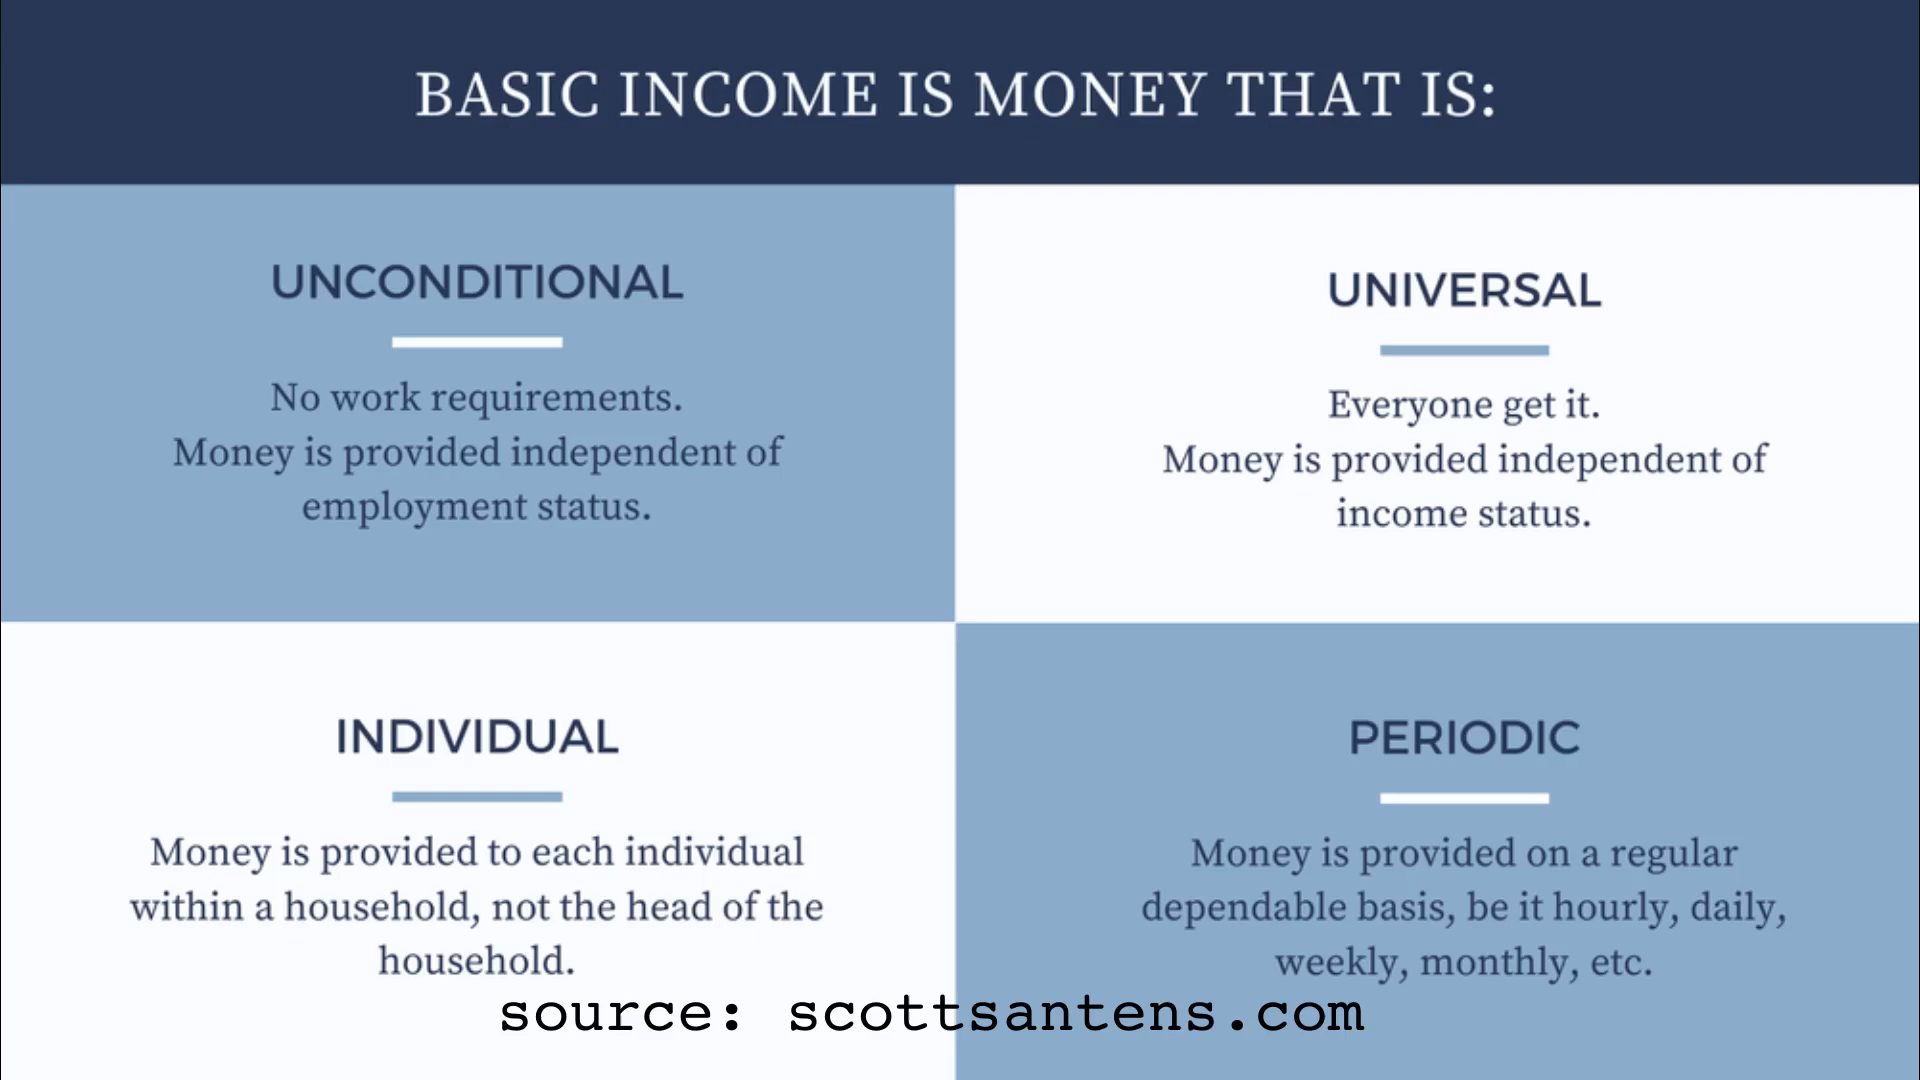 BASIC INCOME IS MONEY THAT IS:
UNCONDITIONAL
No work requirements.
Money is provided independent of
employment status.
UNIVERSAL
Everyone get it.
Money is provided independent of
income status.
INDIVIDUAL
Money is provided to each individual
within a household, not the head of the
household.
PERIODIC
Money is provided on a regular
dependable basis, be it hourly, daily,
weekly, monthly, etc.
source: scottsantens.com